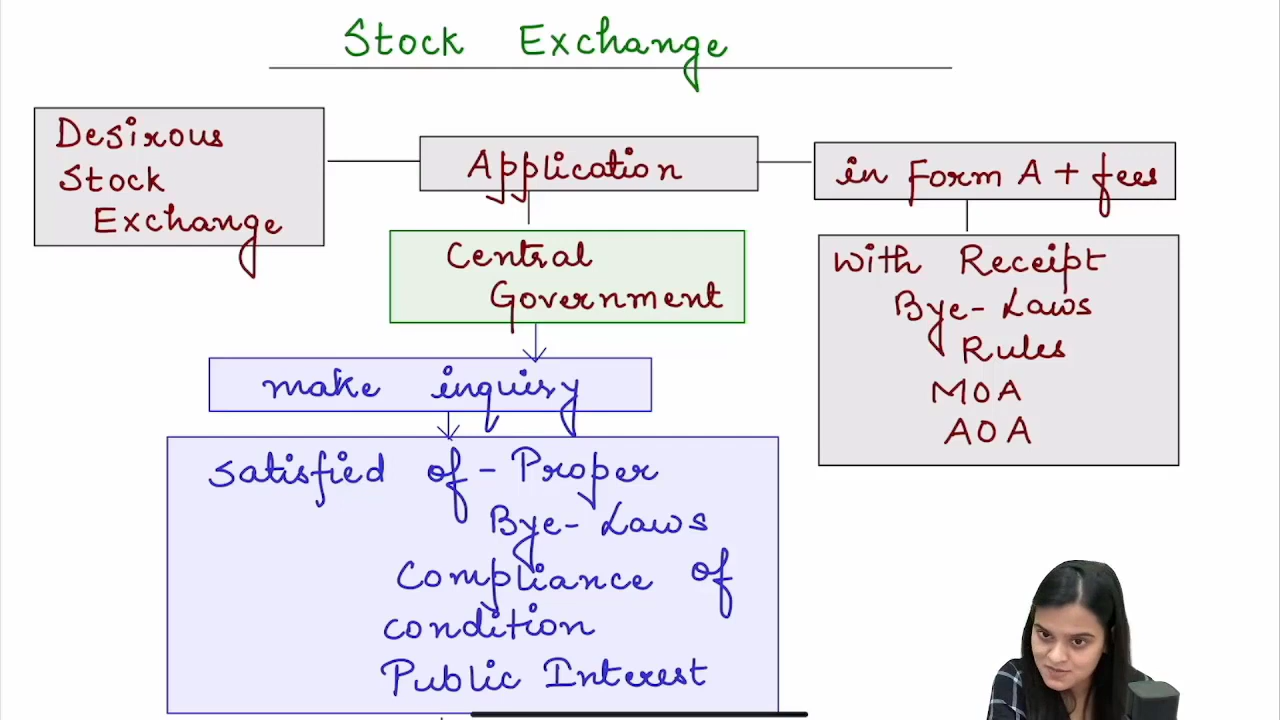 Stock Exchange
Desirous
Stock
Exchange
Application
in Form A + fees
Central
Government
With Receipt
Bye-Laws
Rules
MOA
AOA
make inquiry
Satisfied of - Proper
Bye-Laws
Compliance of
condition
Public Interest